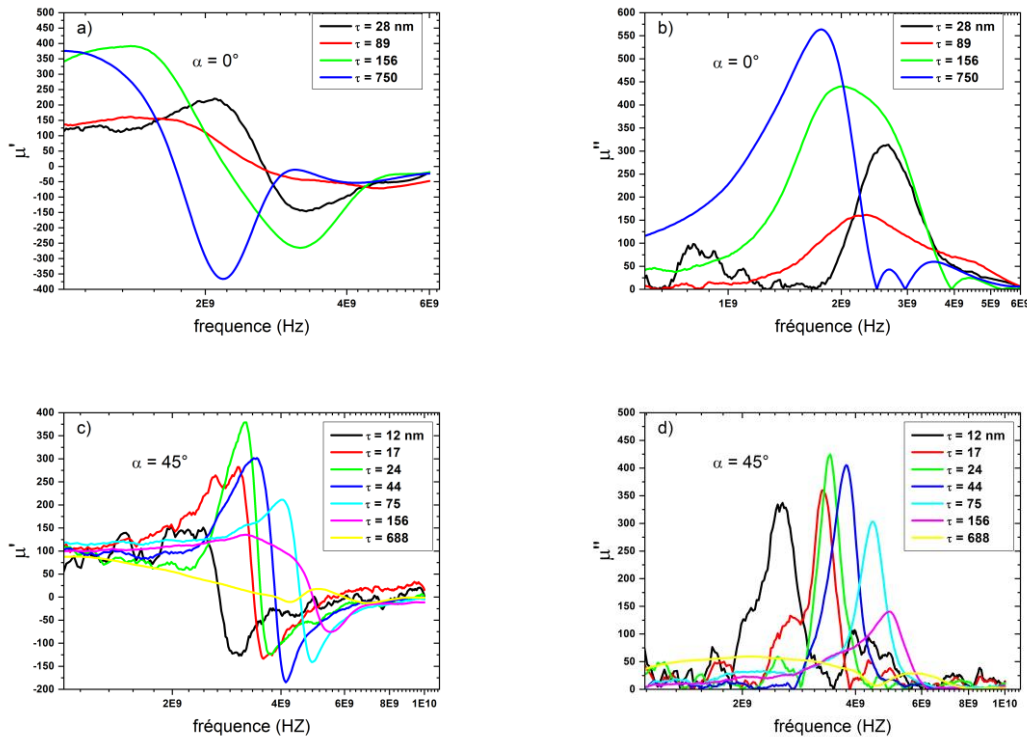 a)
α = 0°
τ = 28 nm
τ = 89
τ = 156
τ = 750
500
450
400
350
300
250
200
150
100
50
0
-50
-100
-150
-200
-250
-300
-350
-400
μ'
2E9
4E9
6E9
frequence (Hz)
b)
α = 0°
τ = 28 nm
τ = 89
τ = 156
τ = 750
600
550
500
450
400
350
300
250
200
150
100
50
0
μ"
1E9
2E9
3E9
4E9
5E9
6E9
fréquence (Hz)
c)
α = 45°
τ = 12 nm
τ = 17
τ = 24
τ = 44
τ = 75
τ = 156
τ = 688
400
350
300
250
200
150
100
50
0
-50
-100
-150
-200
μ'
2E9
4E9
6E9
8E9
1E10
fréquence (HZ)
d)
α = 45°
τ = 12 nm
τ = 17
τ = 24
τ = 44
τ = 75
τ = 156
τ = 688
500
450
400
350
300
250
200
150
100
50
0
μ"
2E9
4E9
6E9
8E9
1E10
fréquence (HZ)